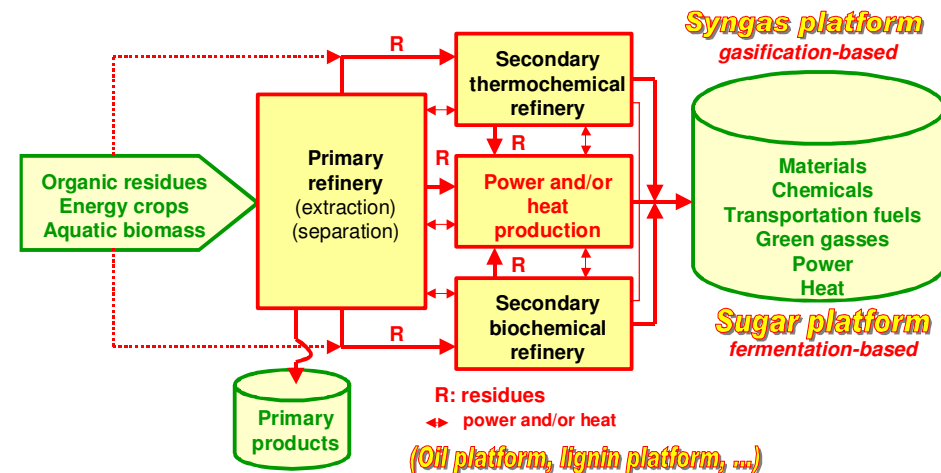 Syngas platform
gasification-based
R
Secondary
thermochemical
refinery
R
R
Primary
refinery
(extraction)
(separation)
Organic residues
Energy crops
Aquatic biomass
Power and/or
heat
production
Materials
Chemicals
Transportation fuels
Green gasses
Power
Heat
R
Secondary
biochemical
refinery
R
Sugar platform
fermentation-based
Primary
products
R: residues
power and/or heat
(Oil platform, lignin platform, ...)